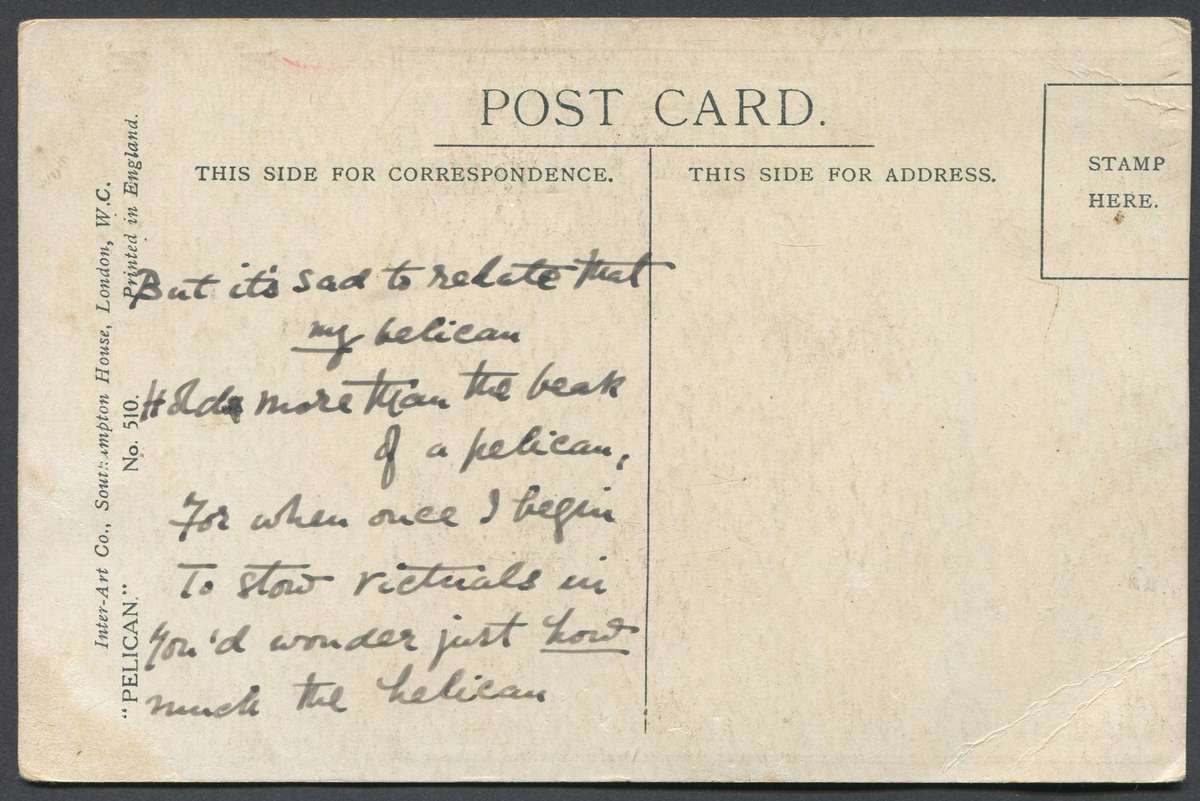 POST CARD.
THIS SIDE FOR CORRESPONDENCE.
THIS SIDE FOR ADDRESS.
STAMP
HERE.
Inter-Art Co., Southampton House, London, W.C.
"PELICAN." No. 510. Printed in England.
But it's sad to relate that
my belican
Holds more than the beak
of a pelican,
For when once I begin
To stow victuals in
You'd wonder just how
much the helican